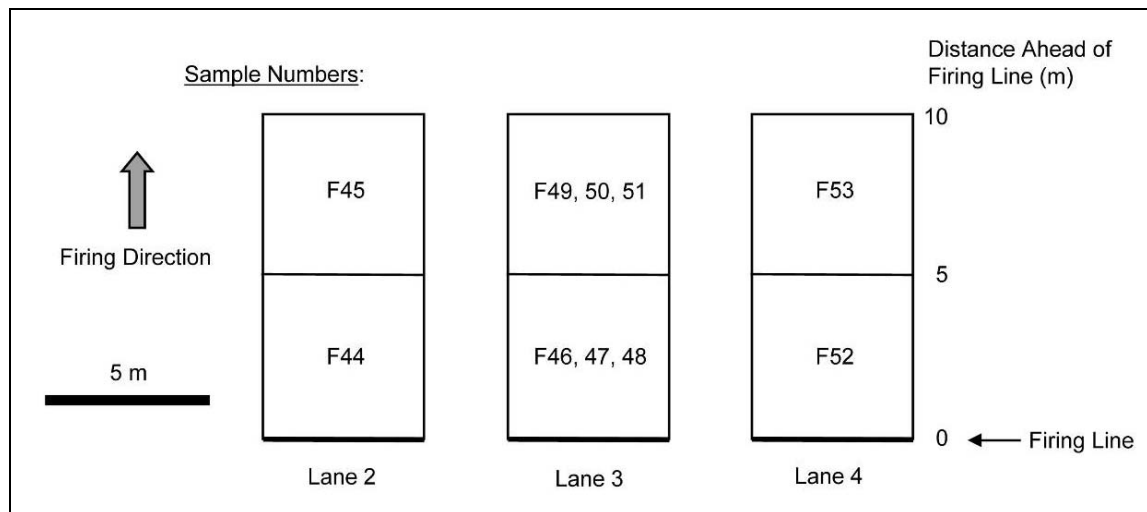 Distance Ahead of
Firing Line (m)
Sample Numbers:
10
F45
F49, 50, 51
F53
Firing Direction
5
F44
F46, 47, 48
F52
5 m
0
Firing Line
Lane 2
Lane 3
Lane 4